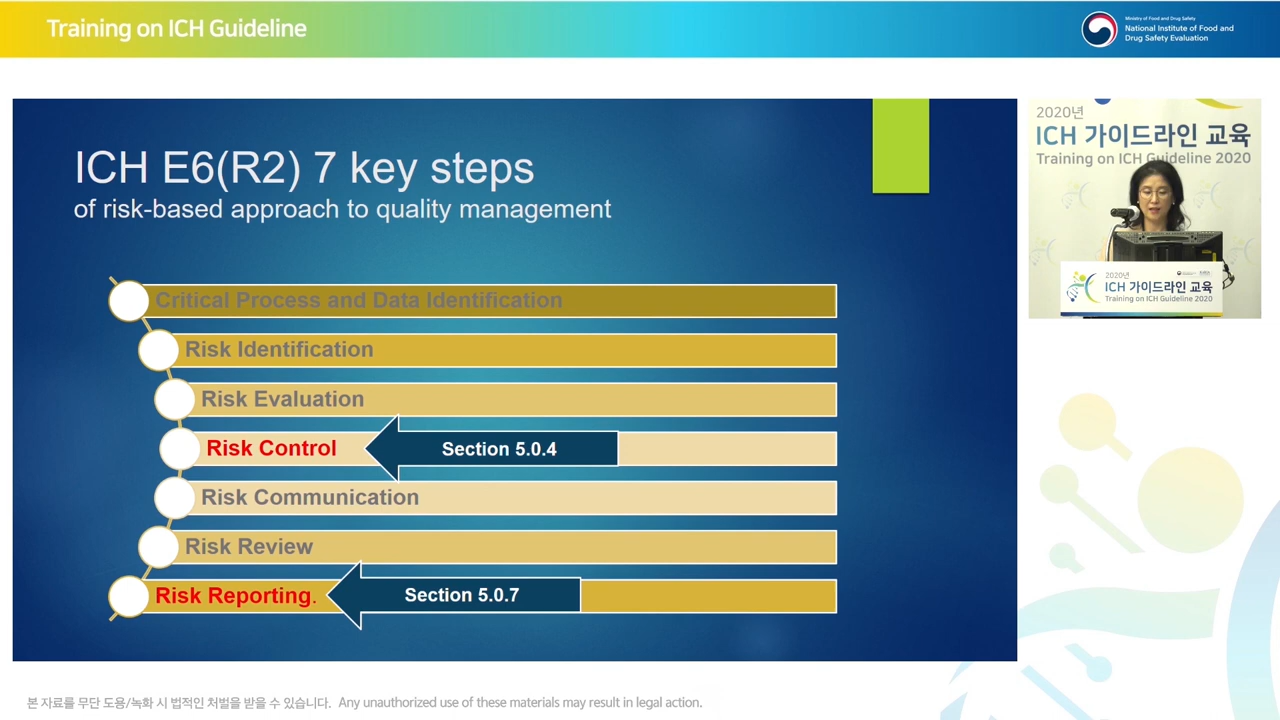 Training on ICH Guideline
Ministry of Food and Drug Safety
National Institute of Food and
Drug Safety Evaluation
ICH E6(R2) 7 key steps
of risk-based approach to quality management
Critical Process and Data Identification
Risk Identification
Risk Evaluation
Risk Control
Section 5.0.4
Risk Communication
Risk Review
Risk Reporting.
Section 5.0.7
2020년
ICH 가이드라인 교육
Training on ICH Guideline 2020
2020년
ICH 가이드라인 교육
Training on ICH Guideline 2020
본 자료를 무단 도용/녹화 시 법적인 처벌을 받을 수 있습니다. Any unauthorized use of these materials may result in legal action.